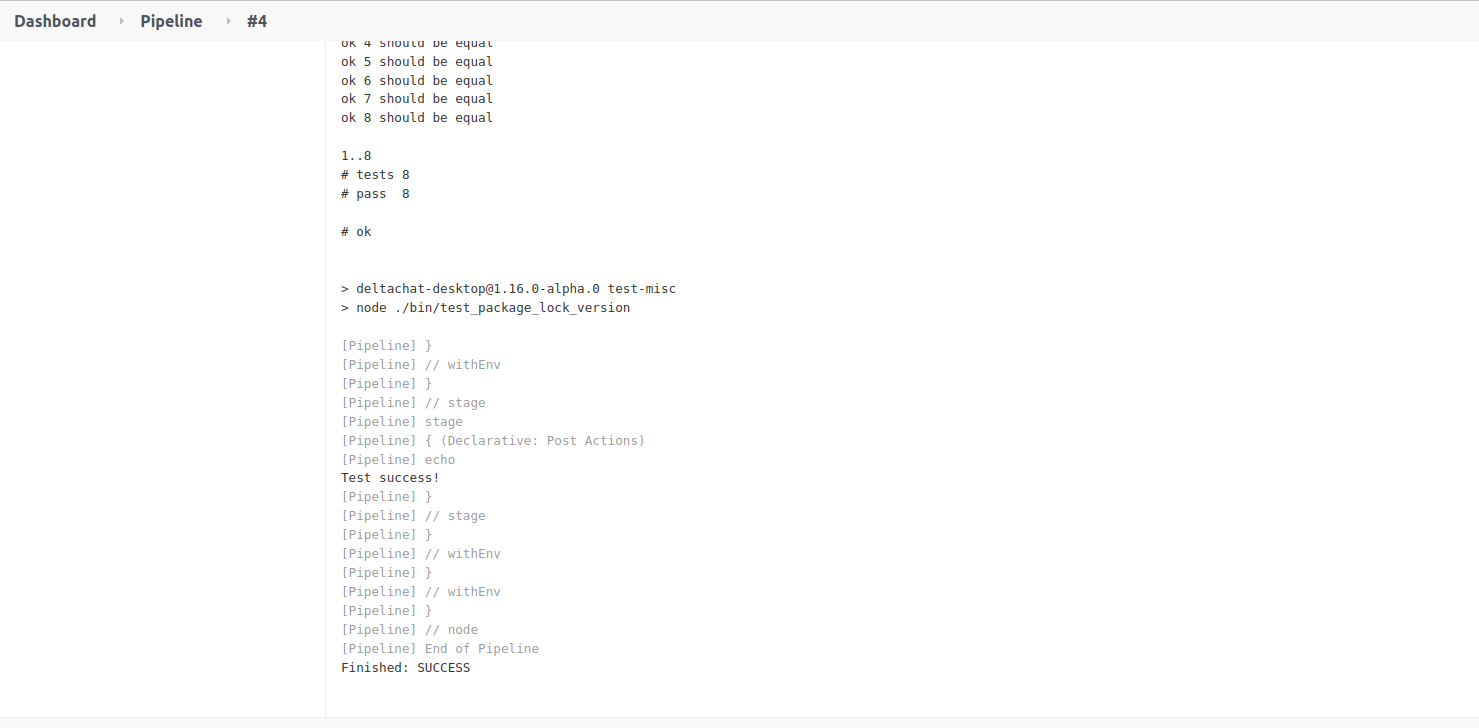 Dashboard Pipeline #4
ok 4 should be equal
ok 5 should be equal
ok 6 should be equal
ok 7 should be equal
ok 8 should be equal
1..8
# tests 8
# pass  8
# ok
> deltachat-desktop@1.16.0-alpha.0 test-misc
> node ./bin/test_package_lock_version
[Pipeline] }
[Pipeline] // withEnv
[Pipeline] }
[Pipeline] // stage
[Pipeline] stage
[Pipeline] { (Declarative: Post Actions)
[Pipeline] echo
Test success!
[Pipeline] }
[Pipeline] // stage
[Pipeline] }
[Pipeline] // withEnv
[Pipeline] }
[Pipeline] // withEnv
[Pipeline] }
[Pipeline] // node
[Pipeline] End of Pipeline
Finished: SUCCESS